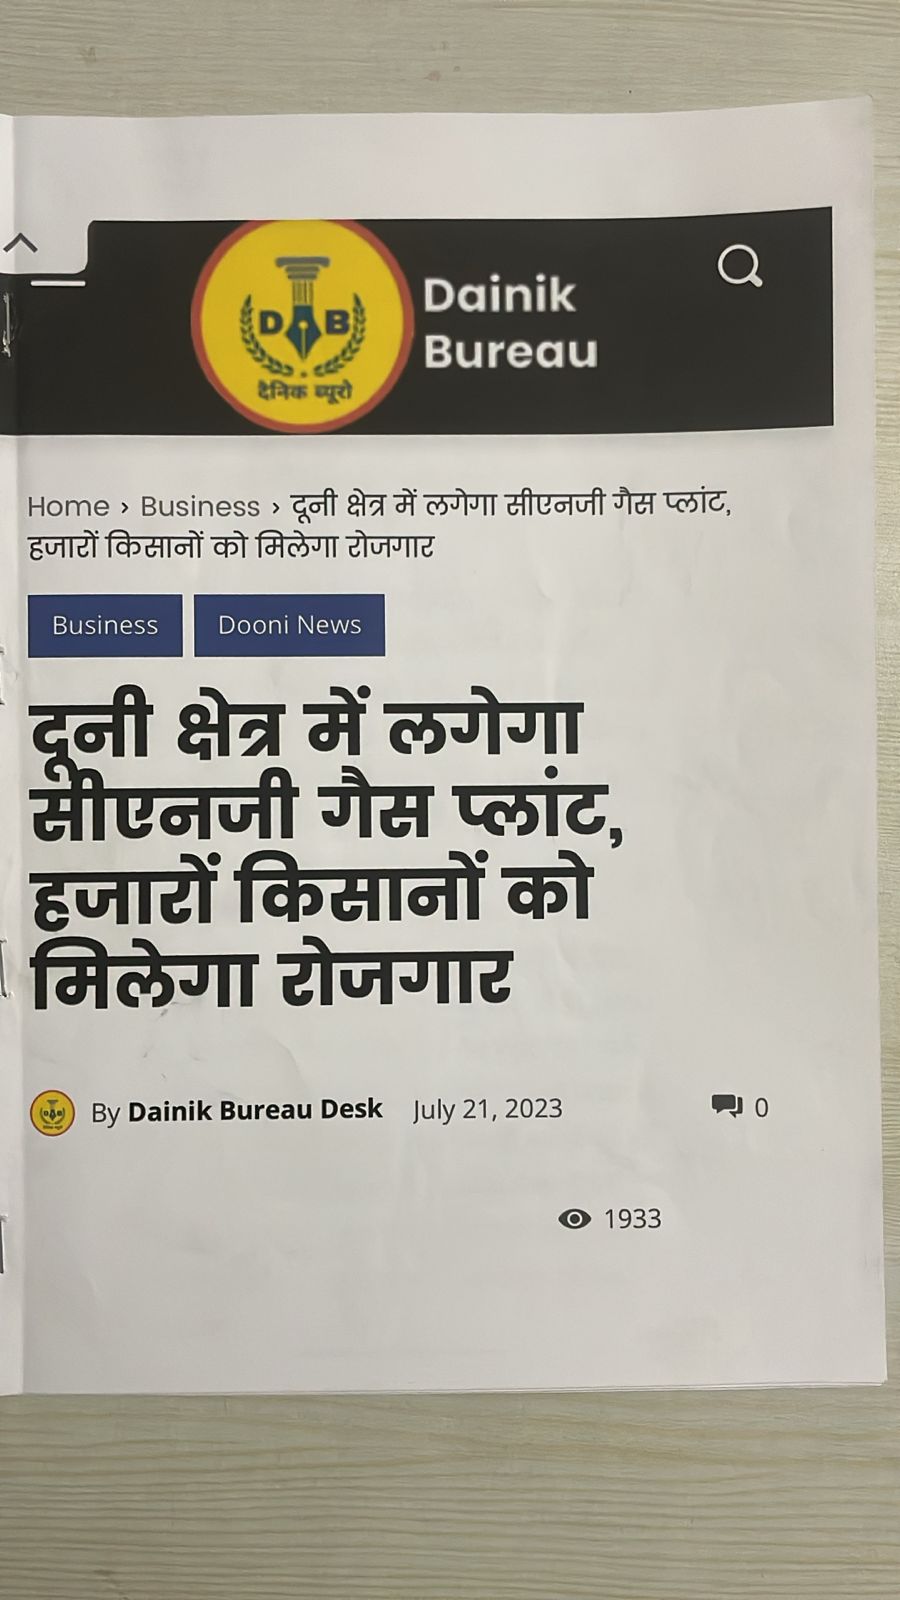 D B
दैनिक ब्यूरो
Dainik
Bureau
Home › Business › दूनी क्षेत्र में लगेगा सीएनजी गैस प्लांट,
हजारों किसानों को मिलेगा रोजगार
Business Dooni News
दूनी क्षेत्र में लगेगा
सीएनजी गैस प्लांट,
हजारों किसानों को
मिलेगा रोजगार
By Dainik Bureau Desk July 21, 2023 0
1933